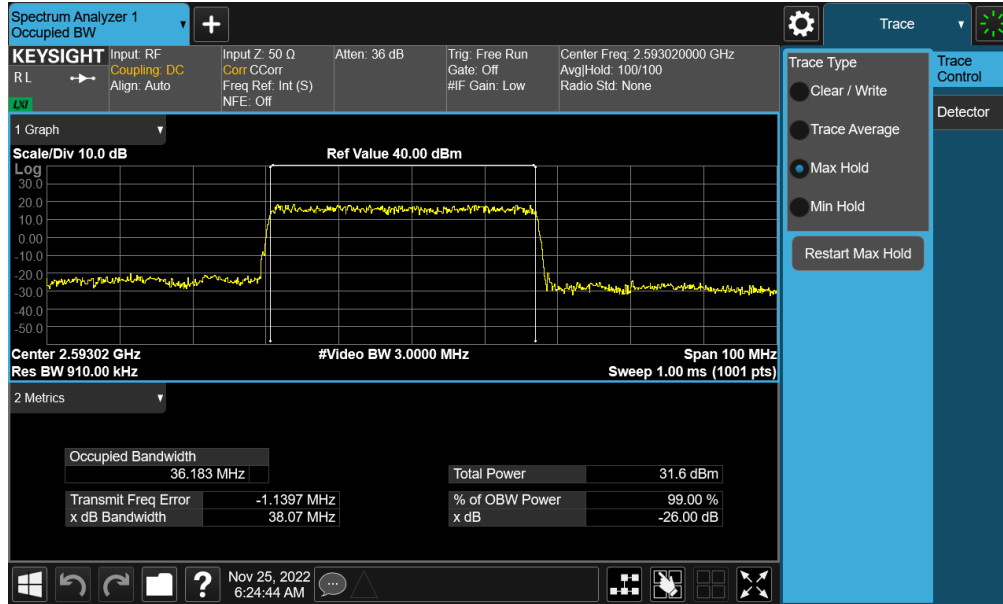 Spectrum Analyzer 1
Occupied BW
+
Trace
KEYSIGHT
R L
LXI
Input: RF
Coupling: DC
Align: Auto
Input Z: 50 Ω
Corr CCorr
Freq Ref: Int (S)
NFE: Off
Atten: 36 dB
Trig: Free Run
Gate: Off
#IF Gain: Low
Center Freq: 2.593020000 GHz
Avg|Hold: 100/100
Radio Std: None
Trace Type
Clear / Write
Trace Average
Max Hold
Min Hold
Restart Max Hold
Trace
Control
Detector
1 Graph
Scale/Div 10.0 dB
Ref Value 40.00 dBm
Log
30.0
20.0
10.0
0.00
-10.0
-20.0
-30.0
-40.0
-50.0
Center 2.59302 GHz
#Video BW 3.0000 MHz
Span 100 MHz
Res BW 910.00 kHz
Sweep 1.00 ms (1001 pts)
2 Metrics
Occupied Bandwidth
36.183 MHz
Total Power 31.6 dBm
Transmit Freq Error -1.1397 MHz
% of OBW Power 99.00 %
x dB Bandwidth 38.07 MHz
x dB -26.00 dB
?
Nov 25, 2022
6:24:44 AM